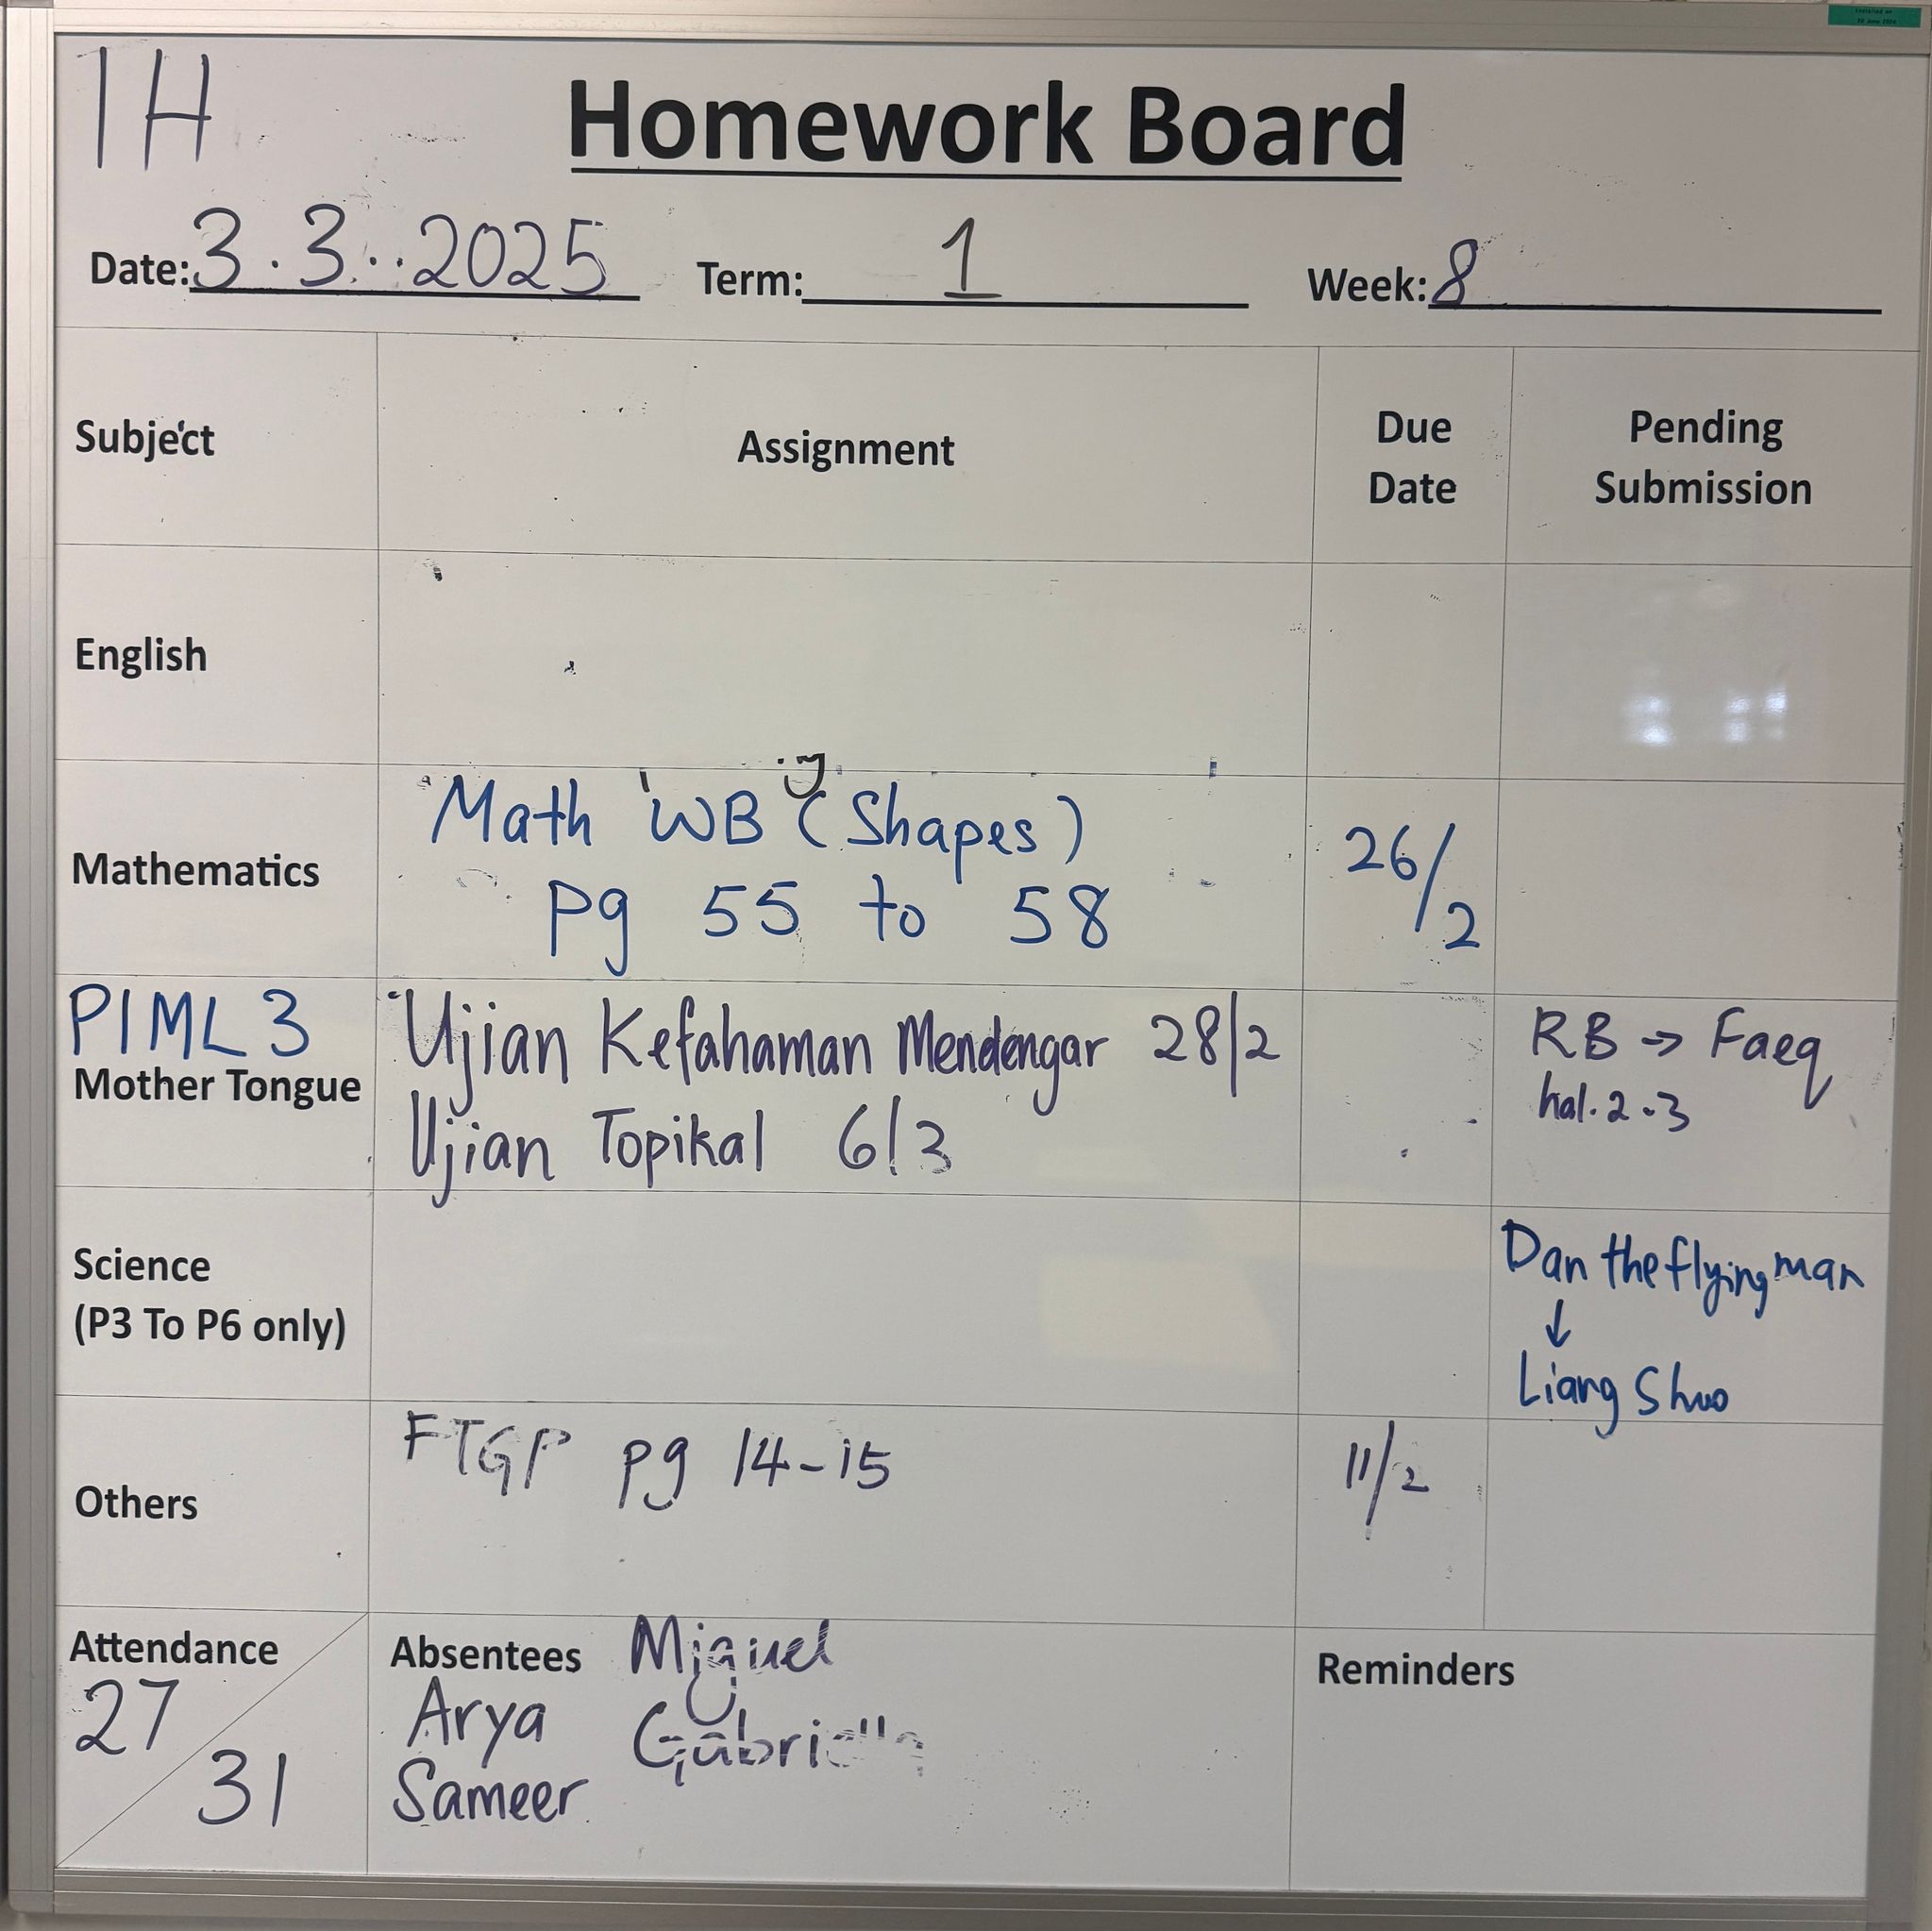 1H
Homework Board
Date: 3.3..2025 Term: 1 Week: 8
Subject Assignment Due Date Pending Submission
English
Mathematics
Math WB (Shapes)
Pg 55 to 58
26/2
P1ML3
Mother Tongue
Ujian Kefahaman Mendengar 28/2
Ujian Topikal 6/3
RB → Faeq
hal. 2-3
Science
(P3 To P6 only)
Dan the flying man
↓
Liang Shuo
Others
FTGP pg 14-15
11/2
Attendance
27/31
Absentees Miguel
Arya Gabriella
Sameer
Reminders